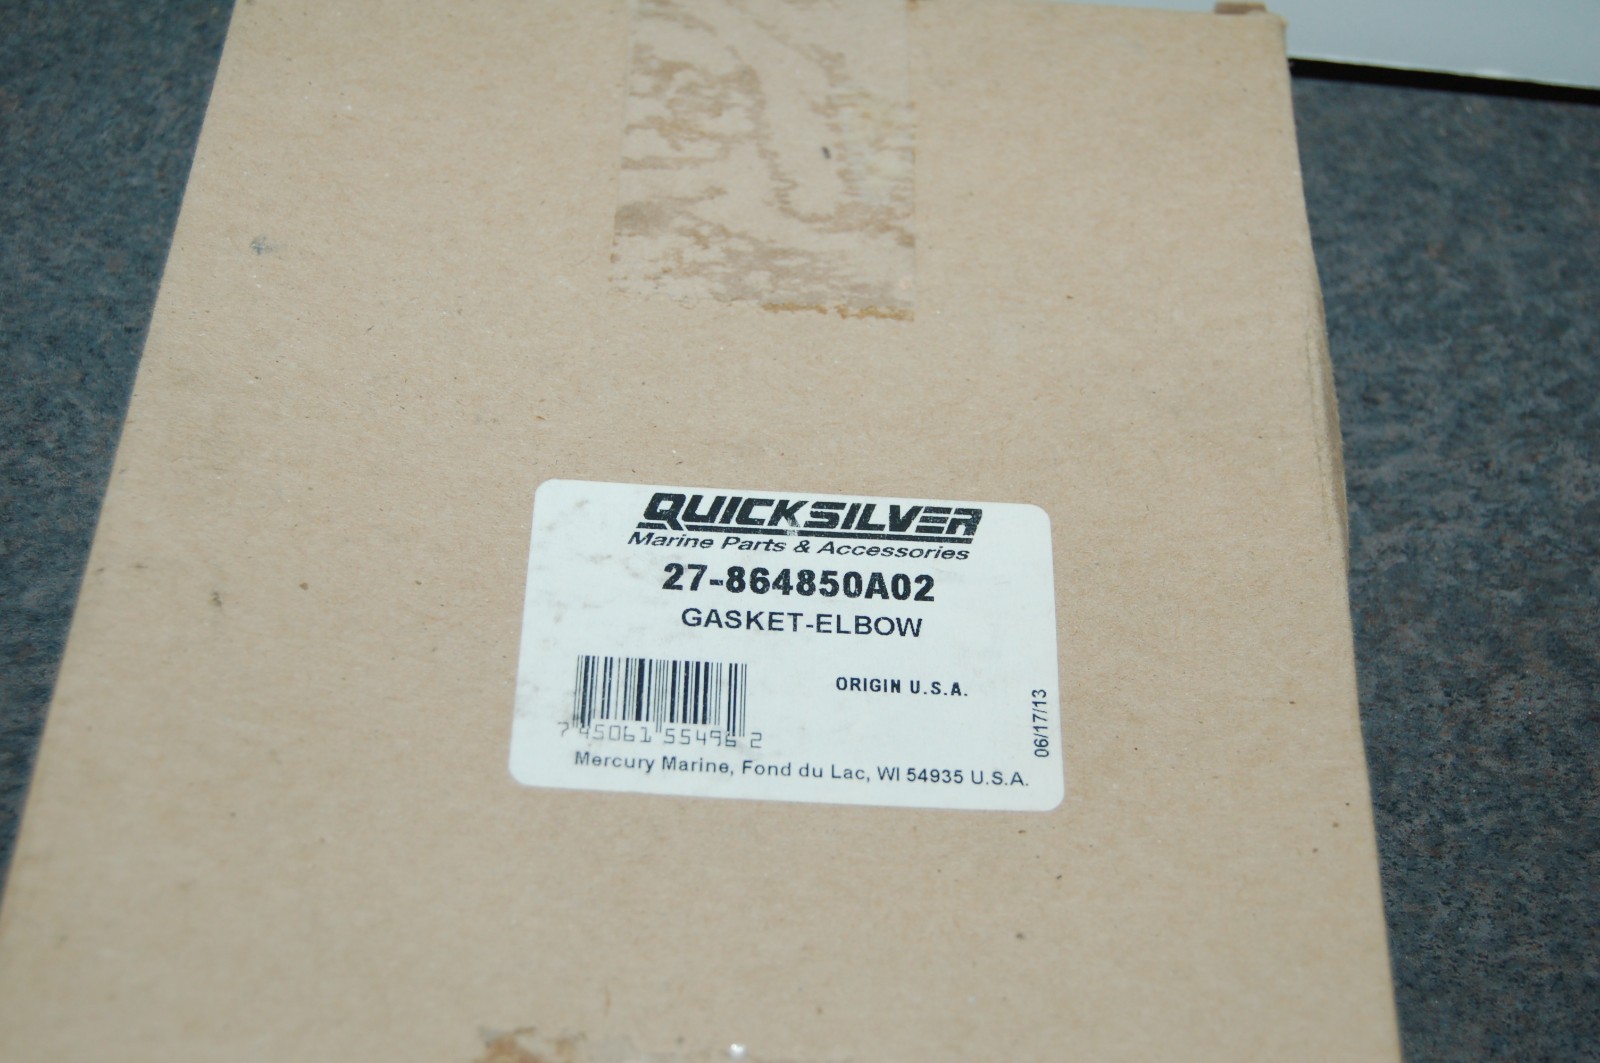 QUICKSILVER
Marine Parts & Accessories
27-864850A02
GASKET-ELBOW
ORIGIN U.S.A.
06/17/13
7 45061 55496 2
Mercury Marine, Fond du Lac, WI 54935 U.S.A.